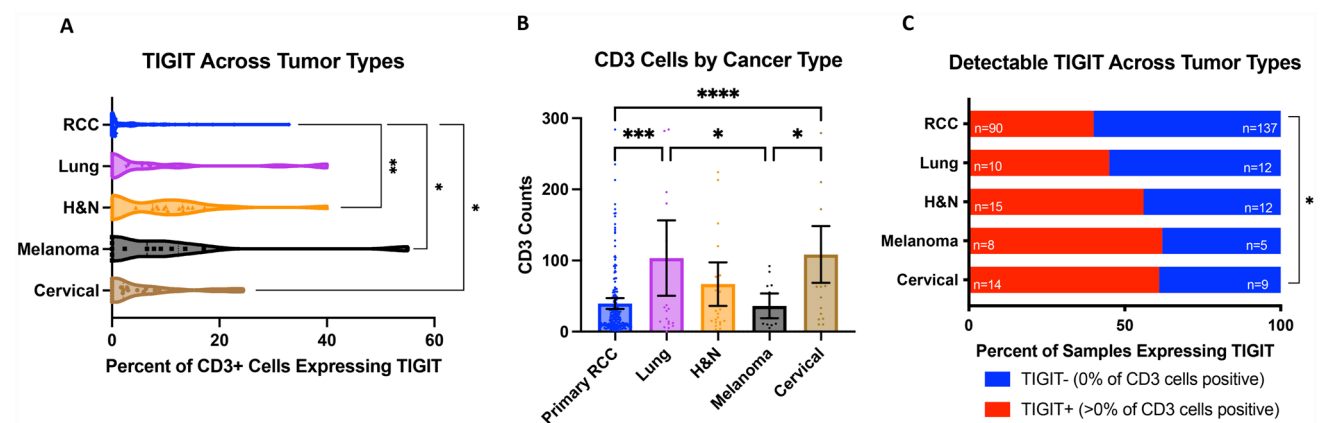 A
TIGIT Across Tumor Types
RCC
Lung
H&N
Melanoma
Cervical
**
*
*
0
20
40
60
Percent of CD3+ Cells Expressing TIGIT
B
CD3 Cells by Cancer Type
****
***
*
*
300
200
100
0
CD3 Counts
Primary RCC
Lung
H&N
Melanoma
Cervical
C
Detectable TIGIT Across Tumor Types
RCC
n=90
n=137
Lung
n=10
n=12
H&N
n=15
n=12
Melanoma
n=8
n=5
Cervical
n=14
n=9
*
0
50
100
Percent of Samples Expressing TIGIT
TIGIT- (0% of CD3 cells positive)
TIGIT+ (>0% of CD3 cells positive)